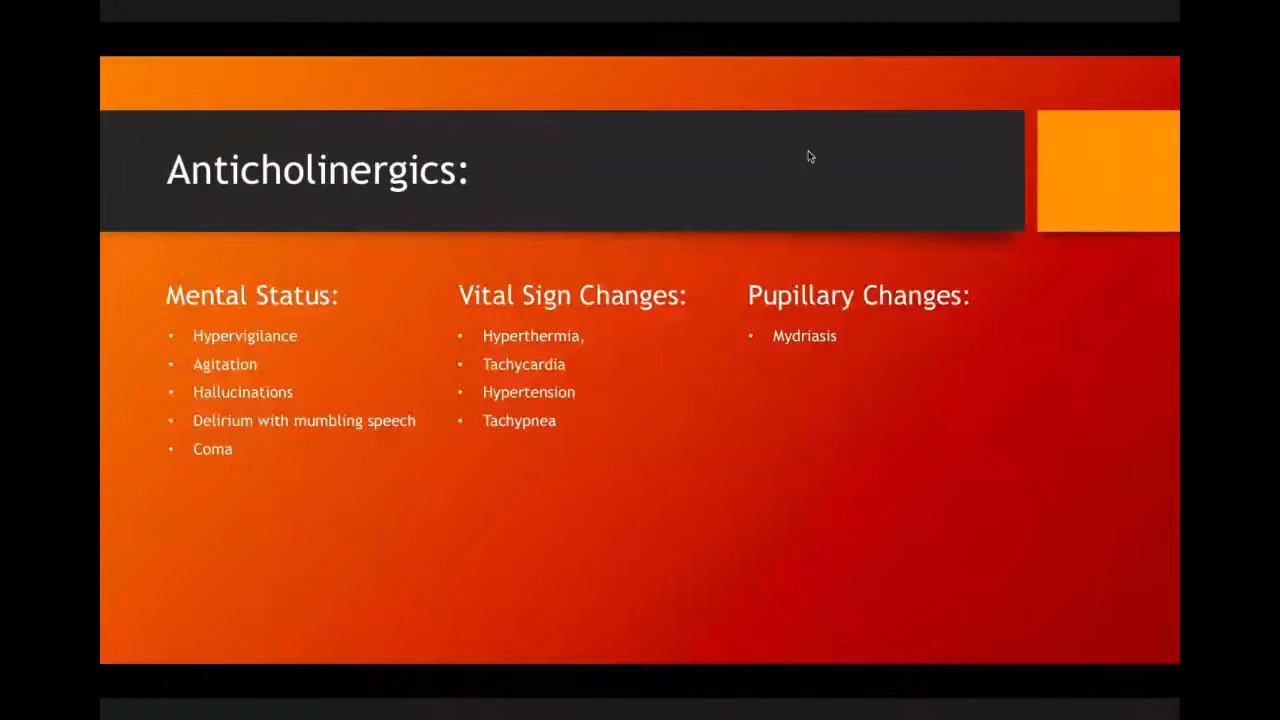 Anticholinergics:
Mental Status:
• Hypervigilance
• Agitation
• Hallucinations
• Delirium with mumbling speech
• Coma
Vital Sign Changes:
• Hyperthermia,
• Tachycardia
• Hypertension
• Tachypnea
Pupillary Changes:
• Mydriasis